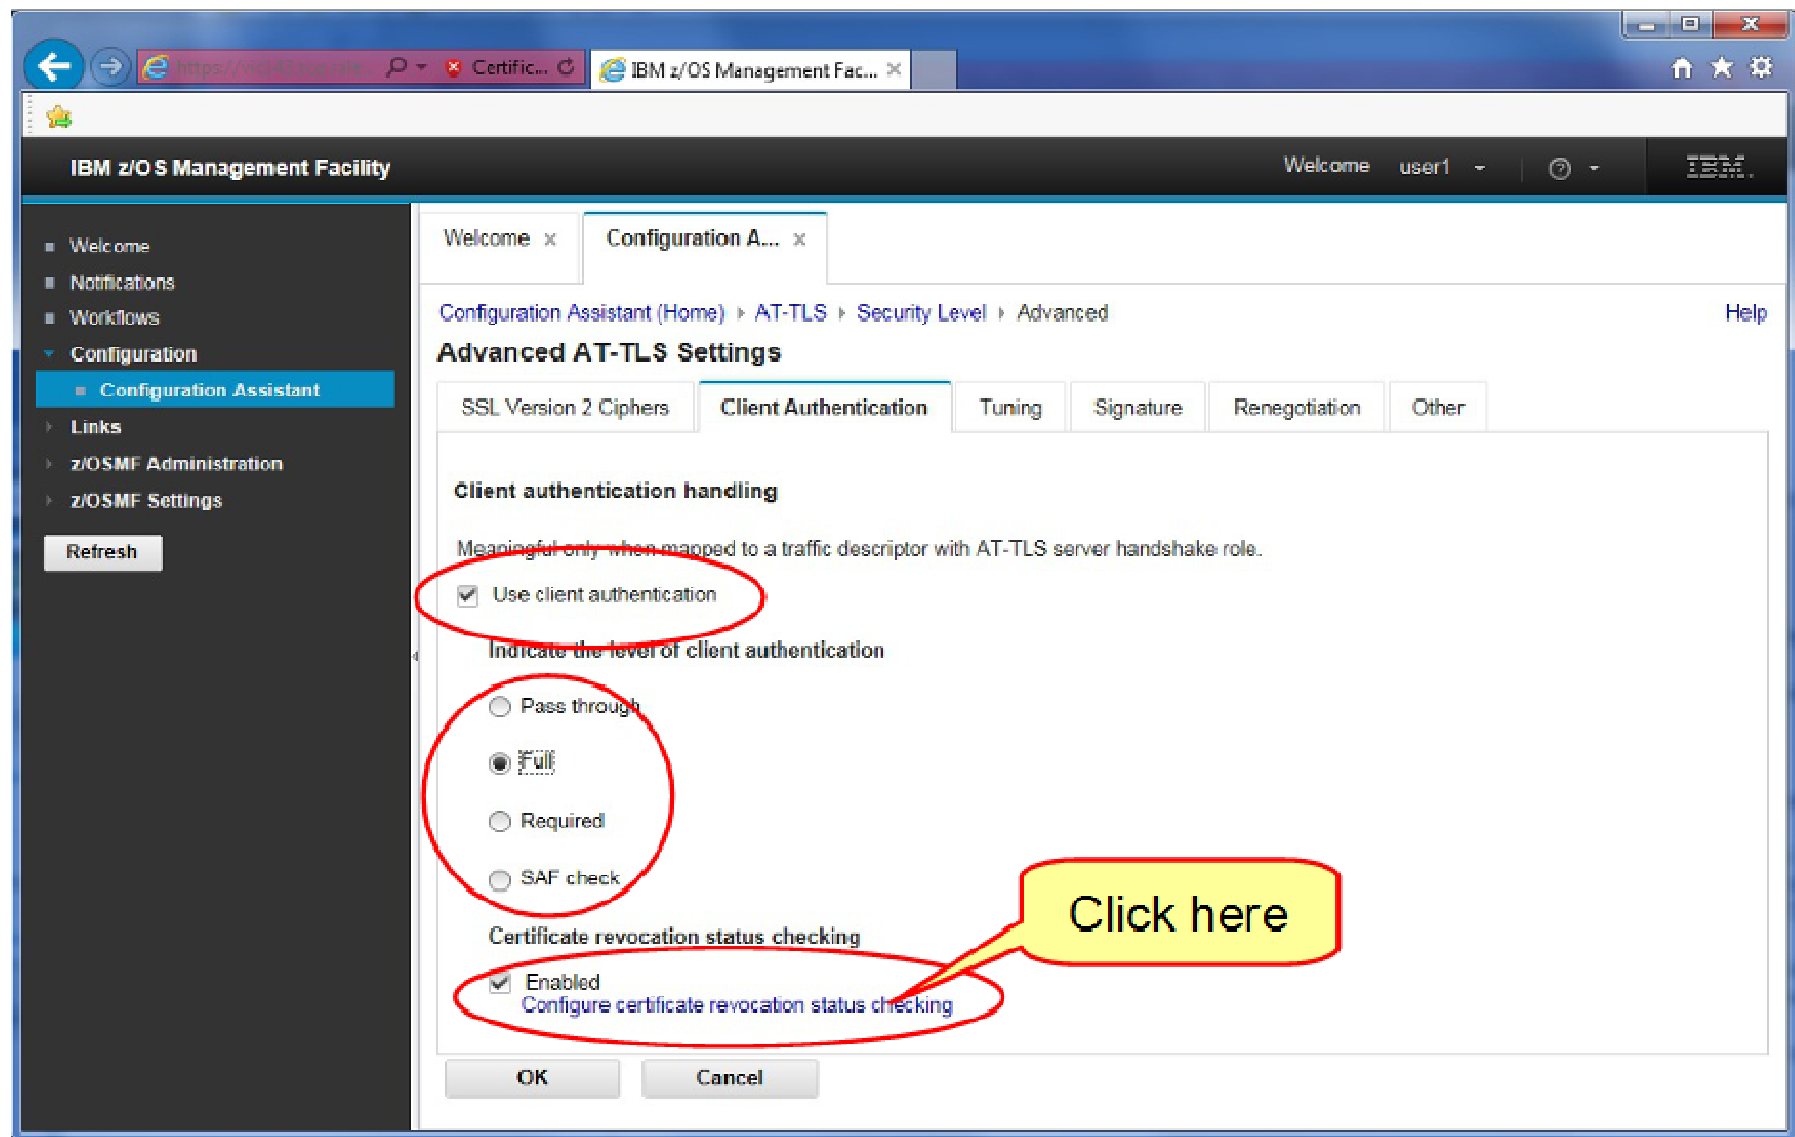 Certific...
IBM z/OS Management Fac...
IBM z/OS Management Facility
Welcome user1
IBM.
Welcome
Notifications
Workflows
Configuration
Configuration Assistant
Links
z/OSMF Administration
z/OSMF Settings
Refresh
Welcome x
Configuration A... x
Configuration Assistant (Home) AT-TLS Security Level Advanced
Help
Advanced AT-TLS Settings
SSL Version 2 Ciphers
Client Authentication
Tuning
Signature
Renegotiation
Other
Client authentication handling
Meaningful only when mapped to a traffic descriptor with AT-TLS server handshake role.
Use client authentication
Indicate the level of client authentication
Pass through
Full
Required
SAF check
Click here
Certificate revocation status checking
Enabled
Configure certificate revocation status checking
OK
Cancel